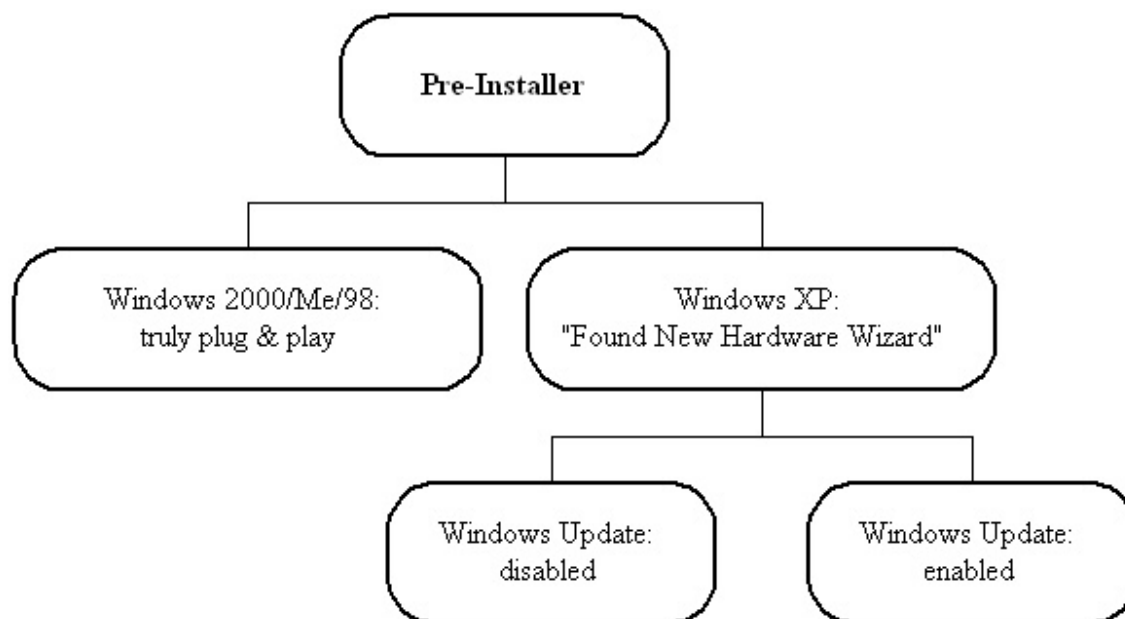 Pre-Installer
Windows 2000/Me/98:
truly plug & play
Windows XP:
"Found New Hardware Wizard"
Windows Update:
disabled
Windows Update:
enabled